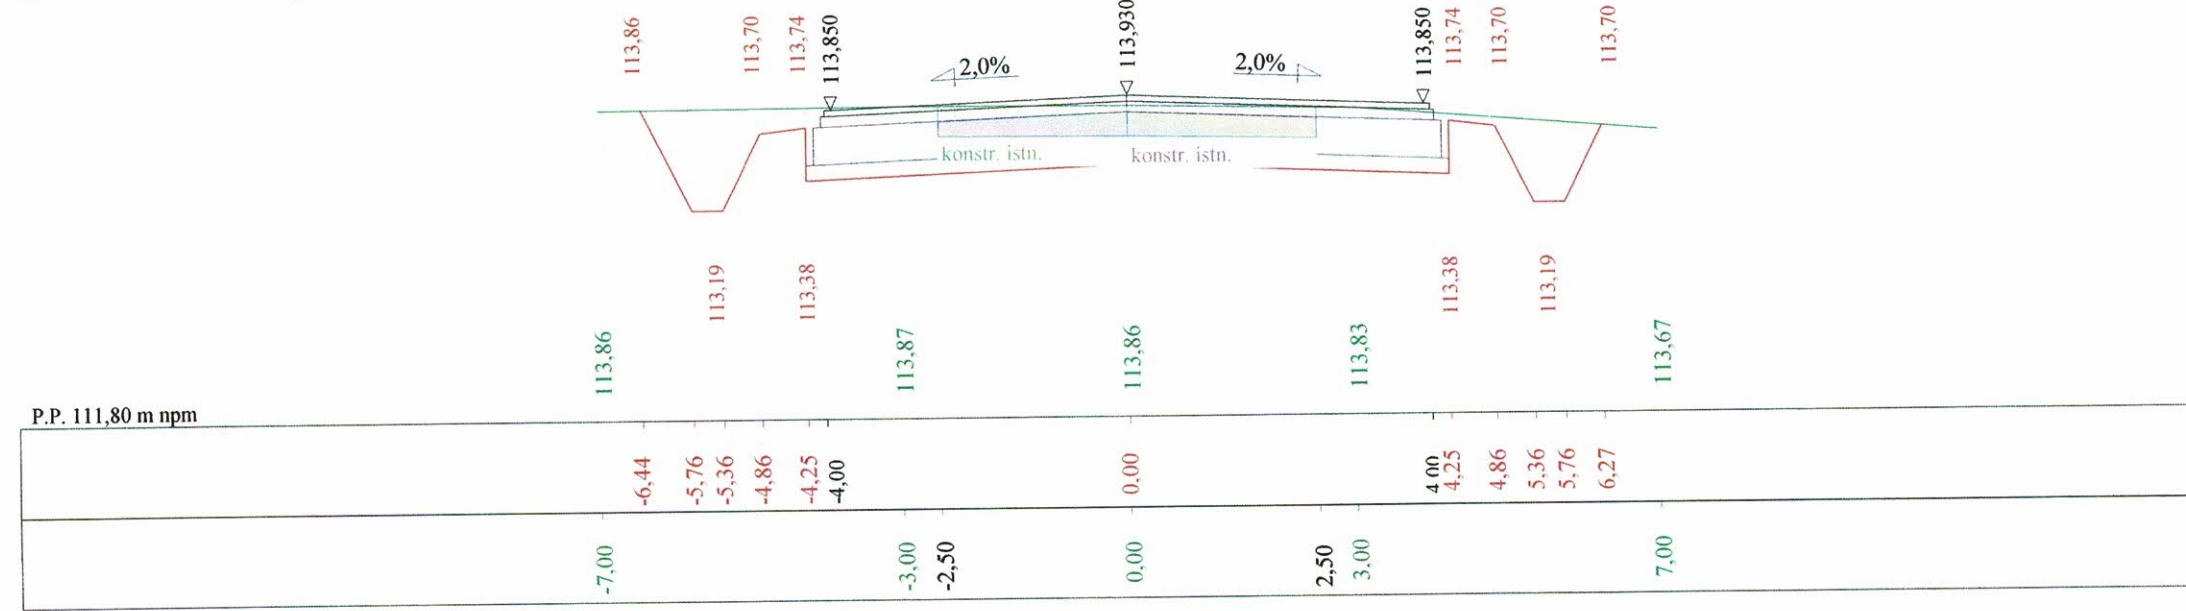 113,86 113,70 113,74 113,850 113,930 113,850 113,74 113,70 113,70
2,0% 2,0%
konstr. istn. konstr. istn.
113,19 113,38 113,38 113,19
113,86 113,87 113,86 113,83 113,67
P.P. 111,80 m npm
-6,44 -5,76 -5,36 -4,86 -4,25 -4,00 0,00 4,00 4,25 4,86 5,36 5,76 6,27
-7,00 -3,00 -2,50 0,00 2,50 3,00 7,00